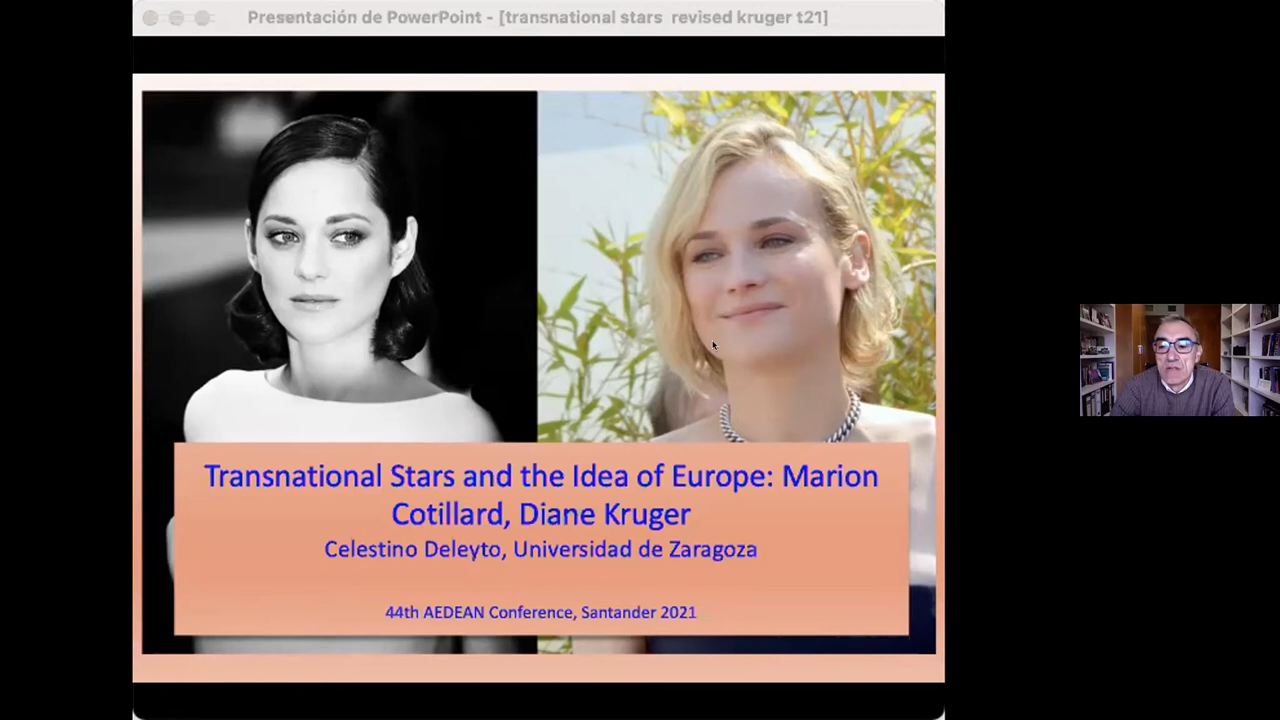 Presentación de PowerPoint - [transnational stars revised kruger t21]
Transnational Stars and the Idea of Europe: Marion
Cotillard, Diane Kruger
Celestino Deleyto, Universidad de Zaragoza
44th AEDEAN Conference, Santander 2021